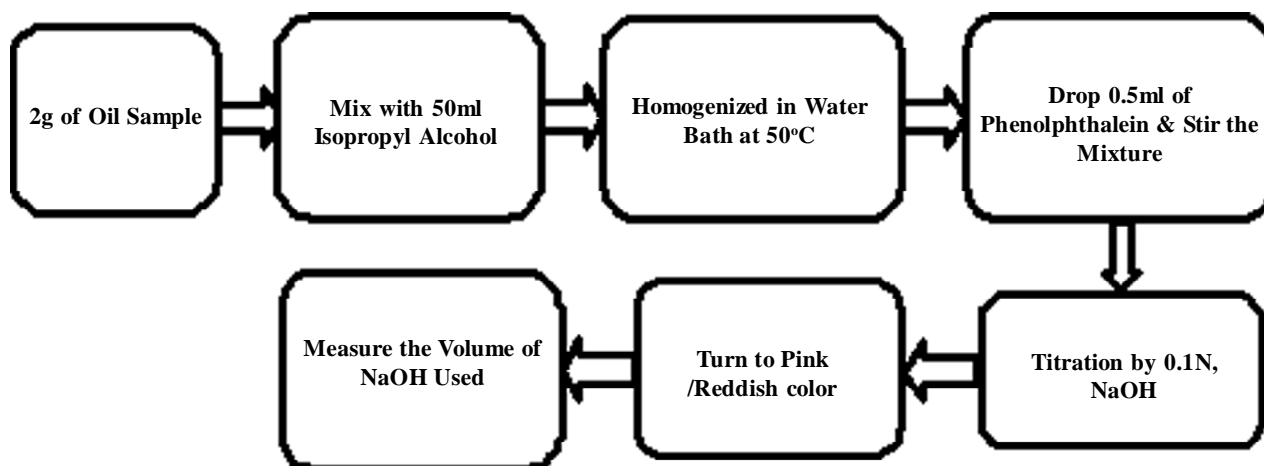 2g of Oil Sample
Mix with 50ml
Isopropyl Alcohol
Homogenized in Water
Bath at 50°C
Drop 0.5ml of
Phenolphthalein & Stir the
Mixture
Titration by 0.1N,
NaOH
Turn to Pink
/Reddish color
Measure the Volume of
NaOH Used